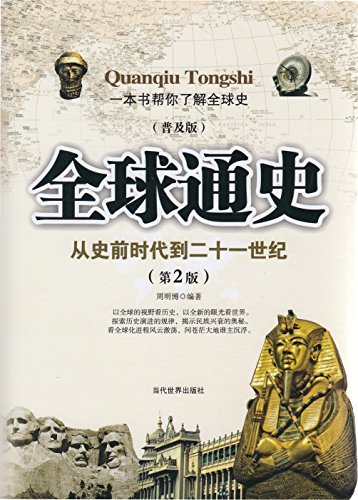 Quanqiu Tongshi
一本书帮你了解全球史
(普及版)
全球通史
从史前时代到二十一世纪
(第2版)
周明博◎编著
以全球的视野看历史，以全新的眼光看世界。
探索历史演进的规律，揭示民族兴衰的奥秘。
看全球化进程风云激荡，问苍茫大地谁主沉浮。
当代世界出版社